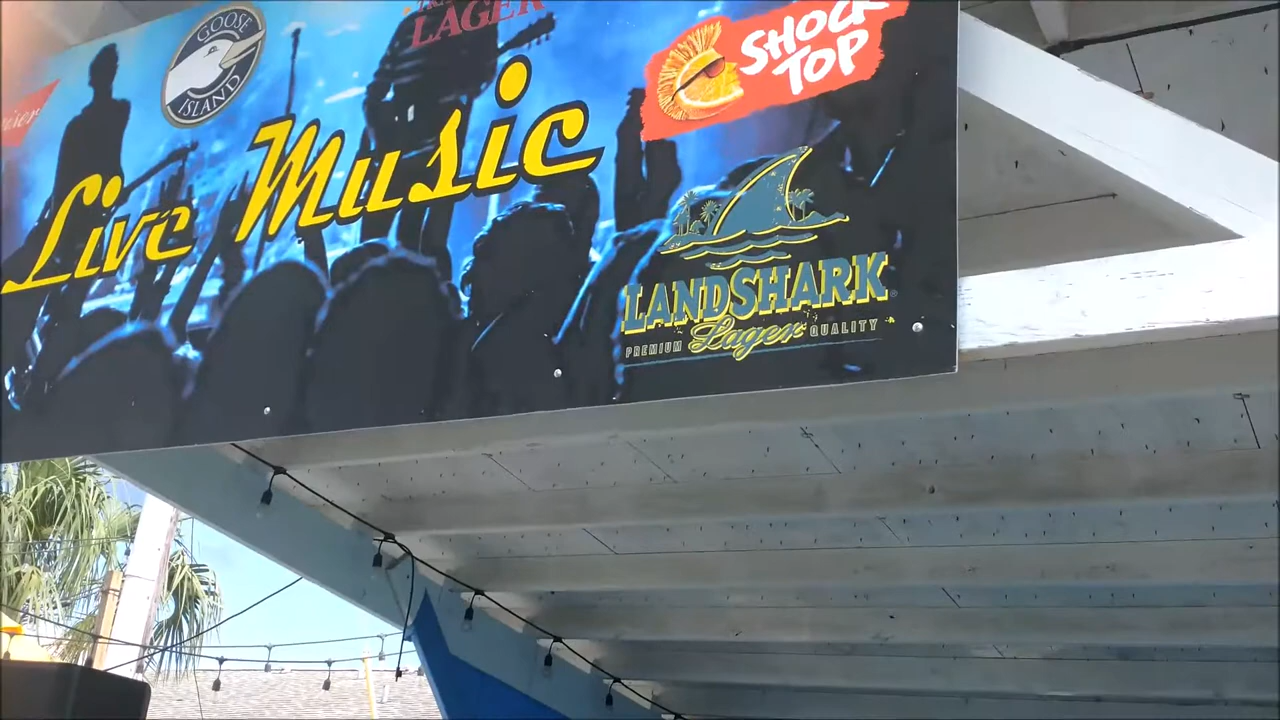 GOOSE
ISLAND
LAGER
SHOCK
TOP
Live Music
LANDSHARK
Lager
PREMIUM QUALITY